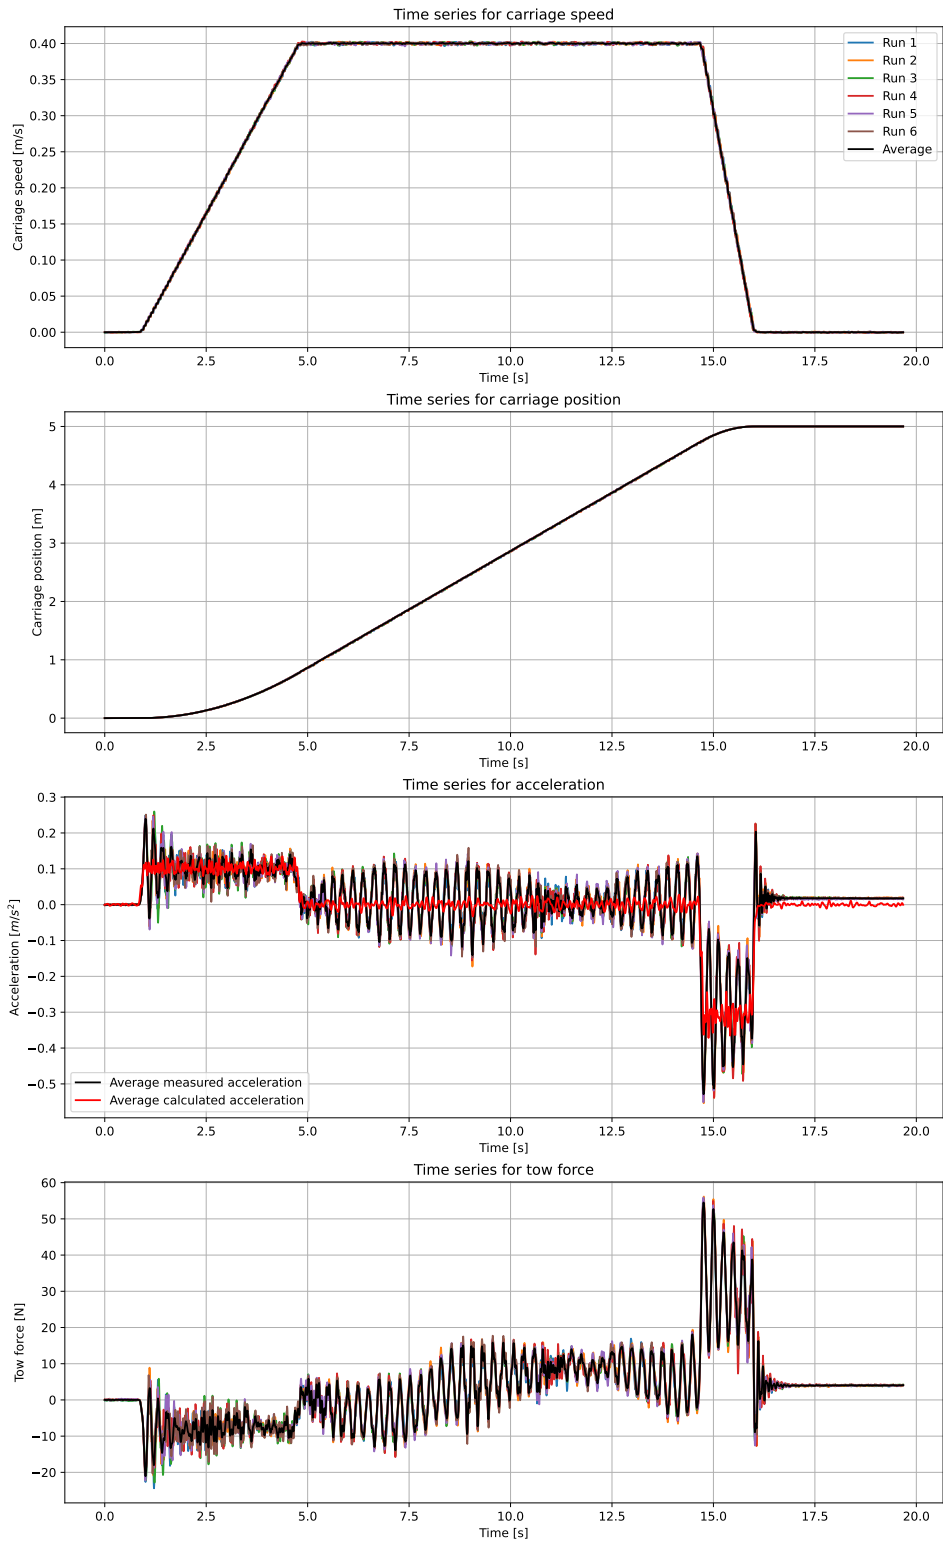 Time series for carriage speed
Carriage speed [m/s]
0.40
0.35
0.30
0.25
0.20
0.15
0.10
0.05
0.00
Run 1
Run 2
Run 3
Run 4
Run 5
Run 6
Average
0.0 2.5 5.0 7.5 10.0 12.5 15.0 17.5 20.0
Time [s]
Time series for carriage position
Carriage position [m]
5
4
3
2
1
0
0.0 2.5 5.0 7.5 10.0 12.5 15.0 17.5 20.0
Time [s]
Time series for acceleration
Acceleration [m/s²]
0.3
0.2
0.1
0.0
−0.1
−0.2
−0.3
−0.4
−0.5
Average measured acceleration
Average calculated acceleration
0.0 2.5 5.0 7.5 10.0 12.5 15.0 17.5 20.0
Time [s]
Time series for tow force
Tow force [N]
60
50
40
30
20
10
0
−10
−20
0.0 2.5 5.0 7.5 10.0 12.5 15.0 17.5 20.0
Time [s]